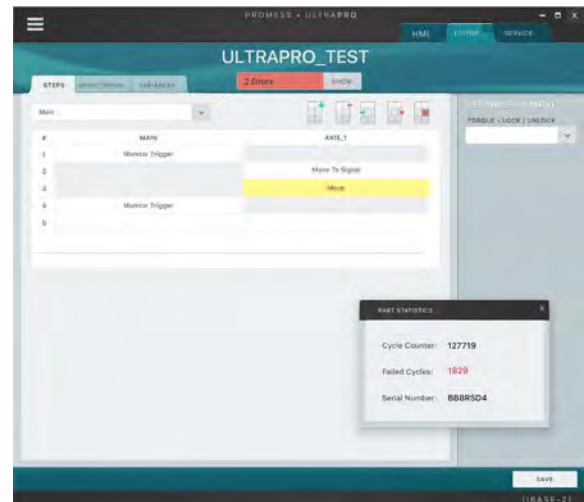 PROMESS • ULTRAPRO
HMI EDITOR SERVICE
ULTRAPRO_TEST
STEPS MONITORING VARIABLES
2 Errors SHOW
Main
TORQUE • LOCK / UNLOCK
# MAIN AXIS_1
1 Monitor Trigger
2 Move To Signal
3 Move
4 Monitor Trigger
5
PART STATISTICS X
Cycle Counter: 127719
Failed Cycles: 1829
Serial Number: BB8R5D4
SAVE